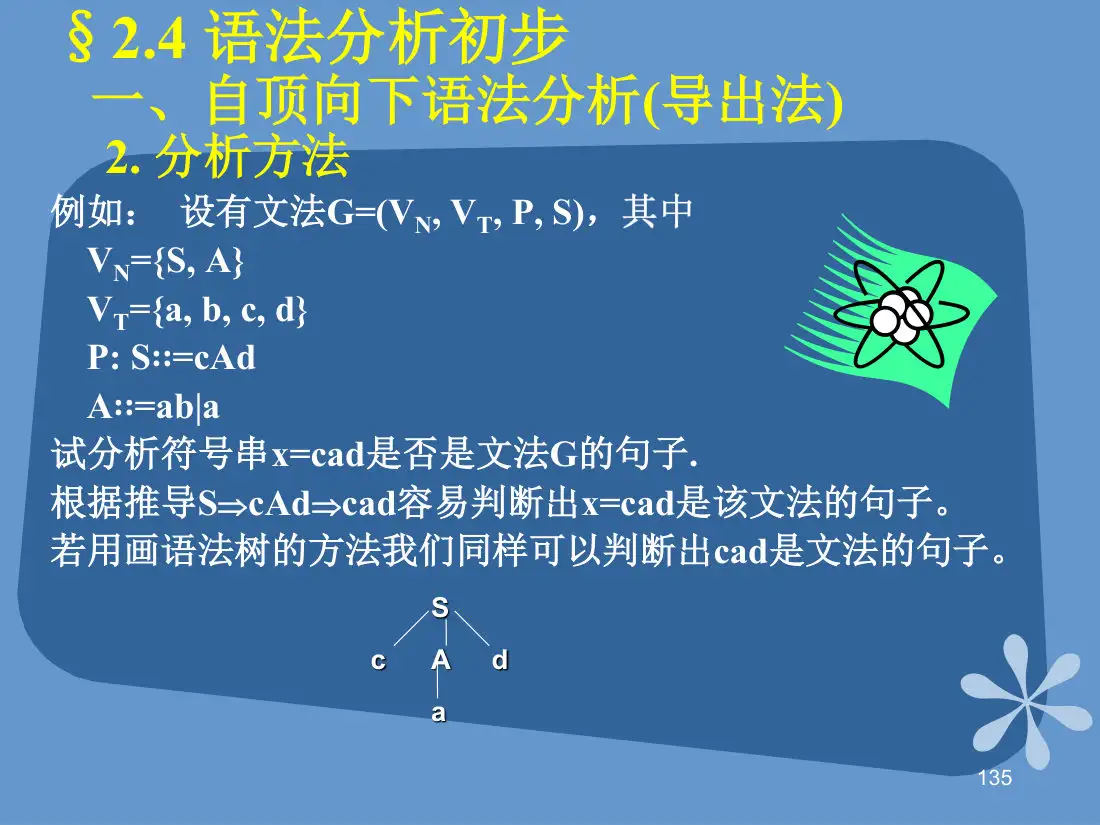 §2.4 语法分析初步
一、自顶向下语法分析(导出法)
2. 分析方法
例如： 设有文法G=(VN, VT, P, S)，其中
VN={S, A}
VT={a, b, c, d}
P: S∷=cAd
A∷=ab|a
试分析符号串x=cad是否是文法G的句子.
根据推导S⇒cAd⇒cad容易判断出x=cad是该文法的句子。
若用画语法树的方法我们同样可以判断出cad是文法的句子。
S
c A d
a
135